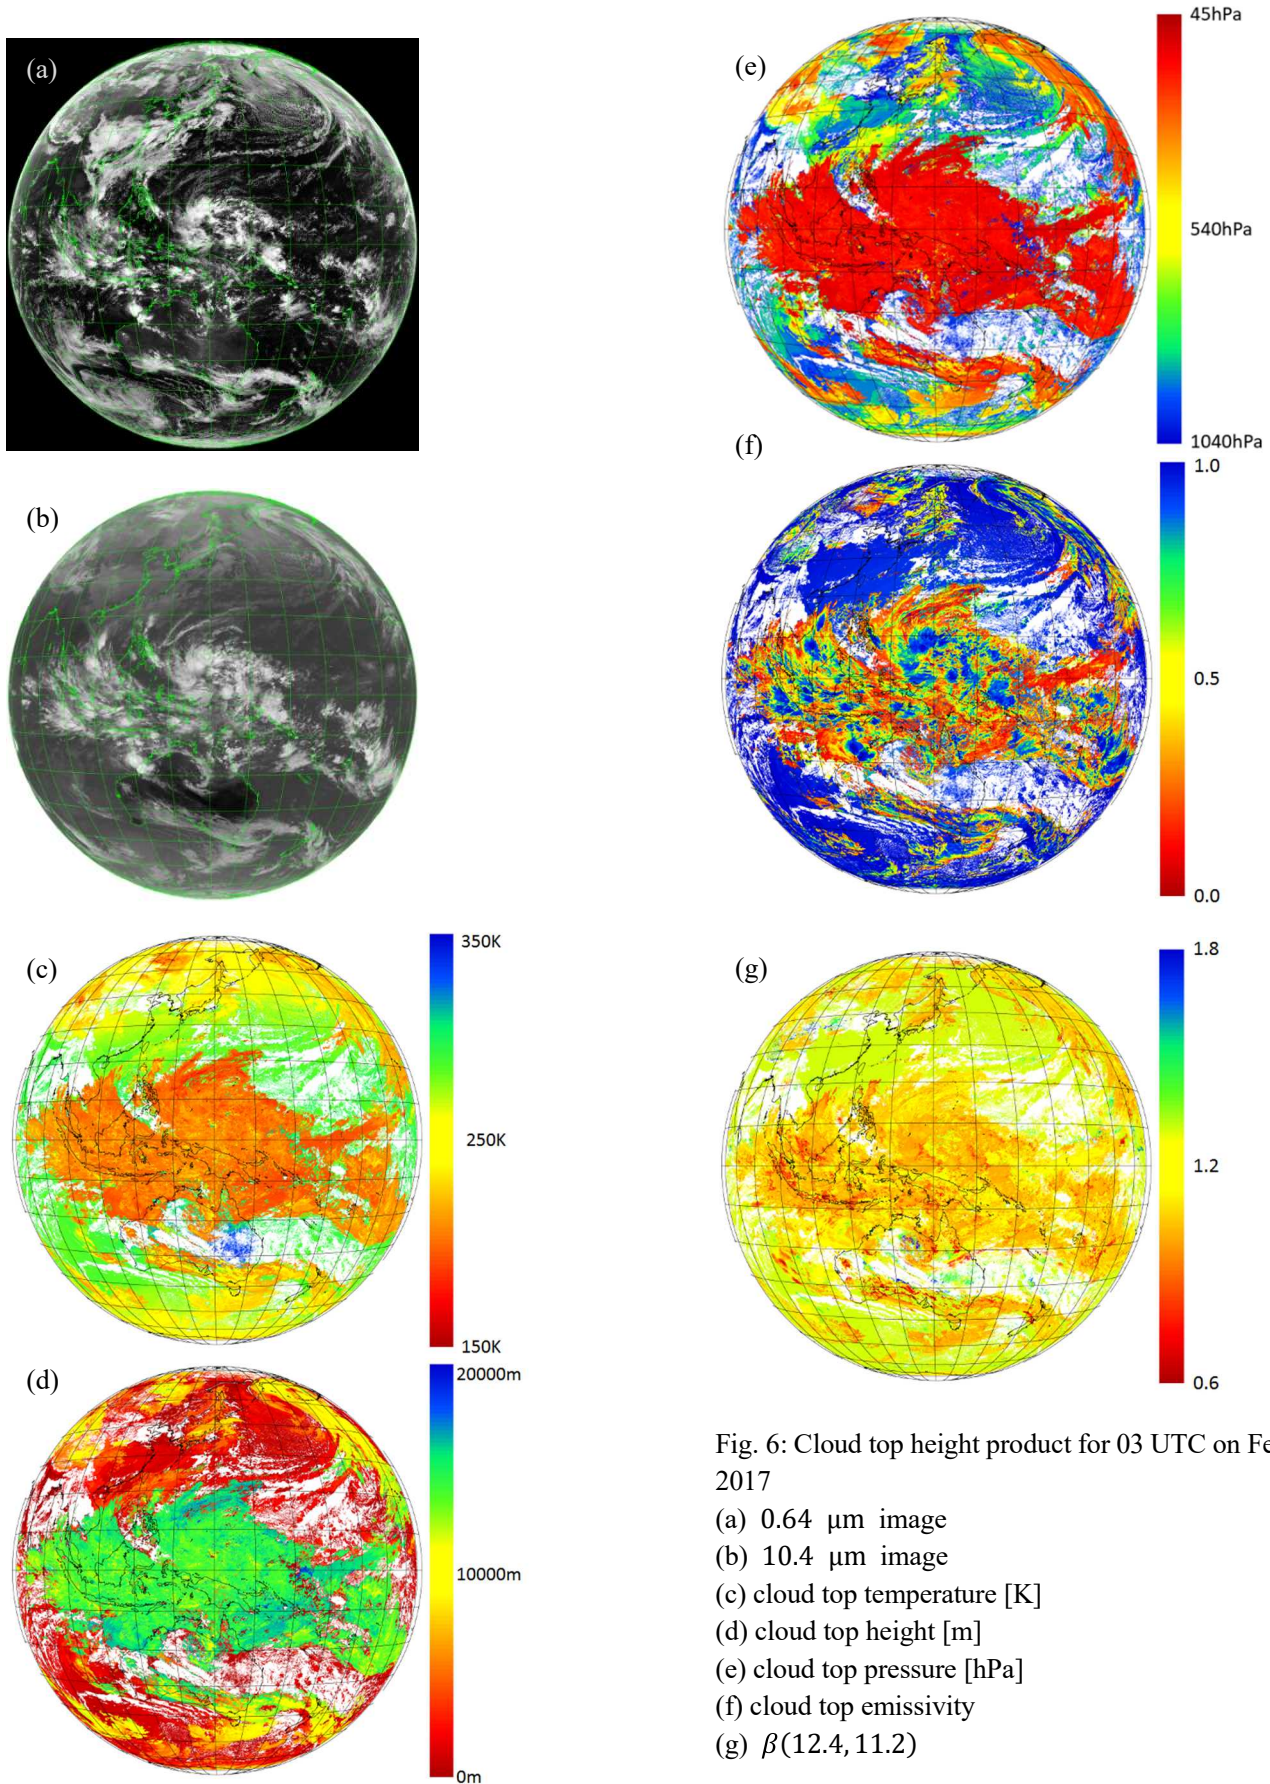 (a)
(b)
(c)
350K
250K
150K
(d)
20000m
10000m
0m
(e)
45hPa
540hPa
1040hPa
(f)
1.0
0.5
0.0
(g)
1.8
1.2
0.6
Fig. 6: Cloud top height product for 03 UTC on Fe
2017
(a) 0.64 μm image
(b) 10.4 μm image
(c) cloud top temperature [K]
(d) cloud top height [m]
(e) cloud top pressure [hPa]
(f) cloud top emissivity
(g) β(12.4, 11.2)